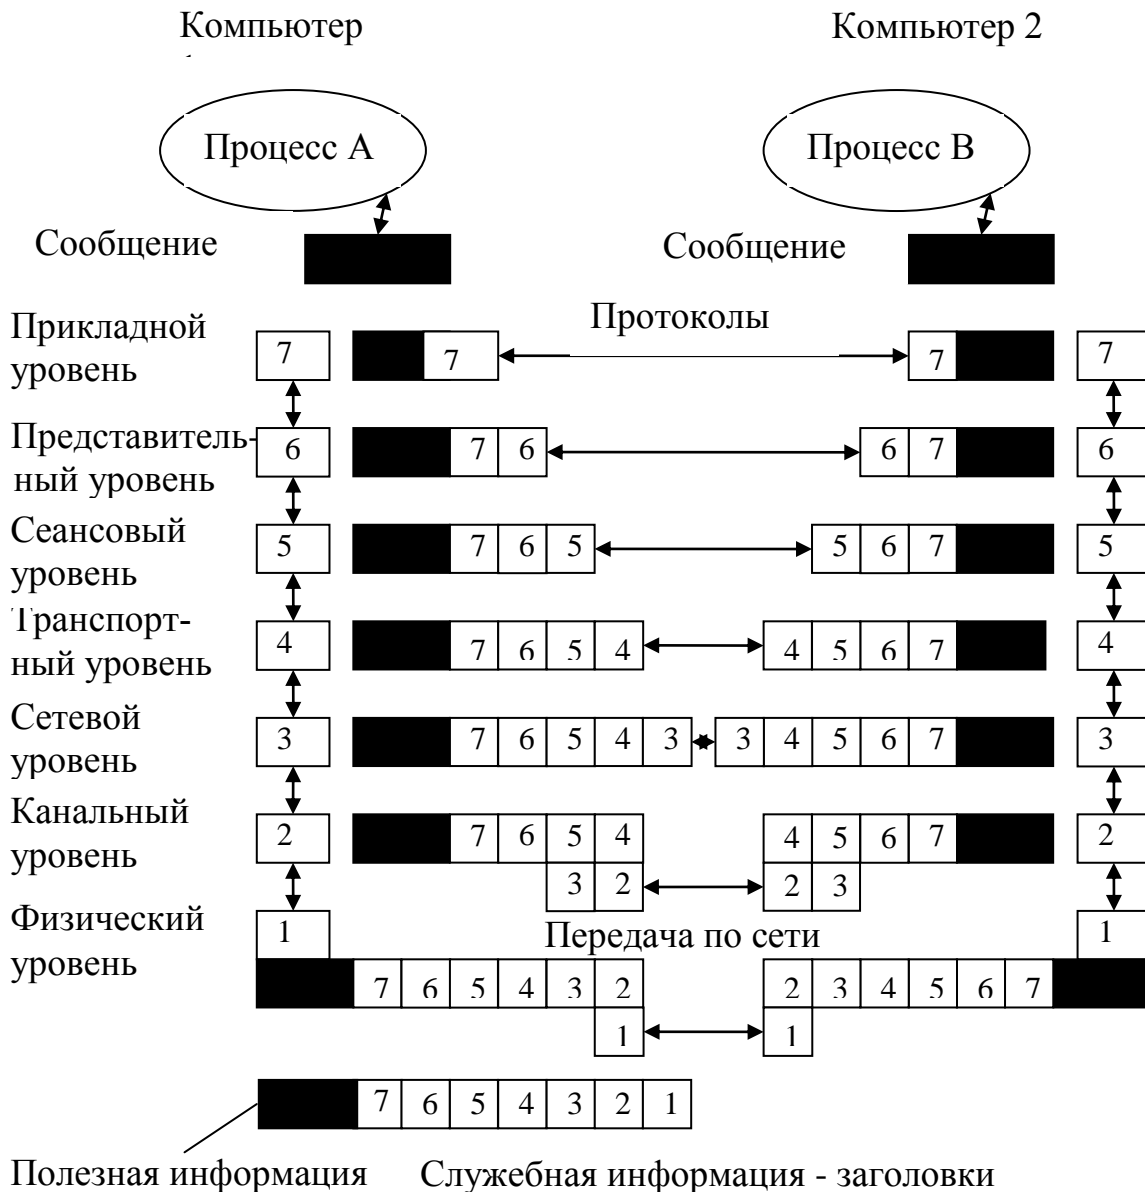 Компьютер
Компьютер 2
Процесс А
Процесс В
Сообщение
Сообщение
Протоколы
Прикладной
уровень
7
7
7
7
Представитель-
ный уровень
6
7 6
6 7
6
Сеансовый
уровень
5
7 6 5
5 6 7
5
Транспорт-
ный уровень
4
7 6 5 4
4 5 6 7
4
Сетевой
уровень
3
7 6 5 4 3
3 4 5 6 7
3
Канальный
уровень
2
7 6 5 4
4 5 6 7
2
3 2
2 3
Физический
уровень
1
Передача по сети
1
7 6 5 4 3 2
2 3 4 5 6 7
1
1
7 6 5 4 3 2 1
Полезная информация
Служебная информация - заголовки